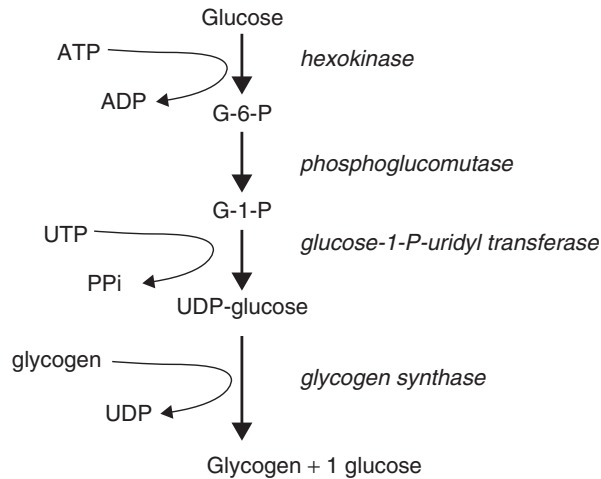 Glucose
ATP
hexokinase
ADP
G-6-P
phosphoglucomutase
G-1-P
UTP
glucose-1-P-uridyl transferase
PPi
UDP-glucose
glycogen
glycogen synthase
UDP
Glycogen + 1 glucose